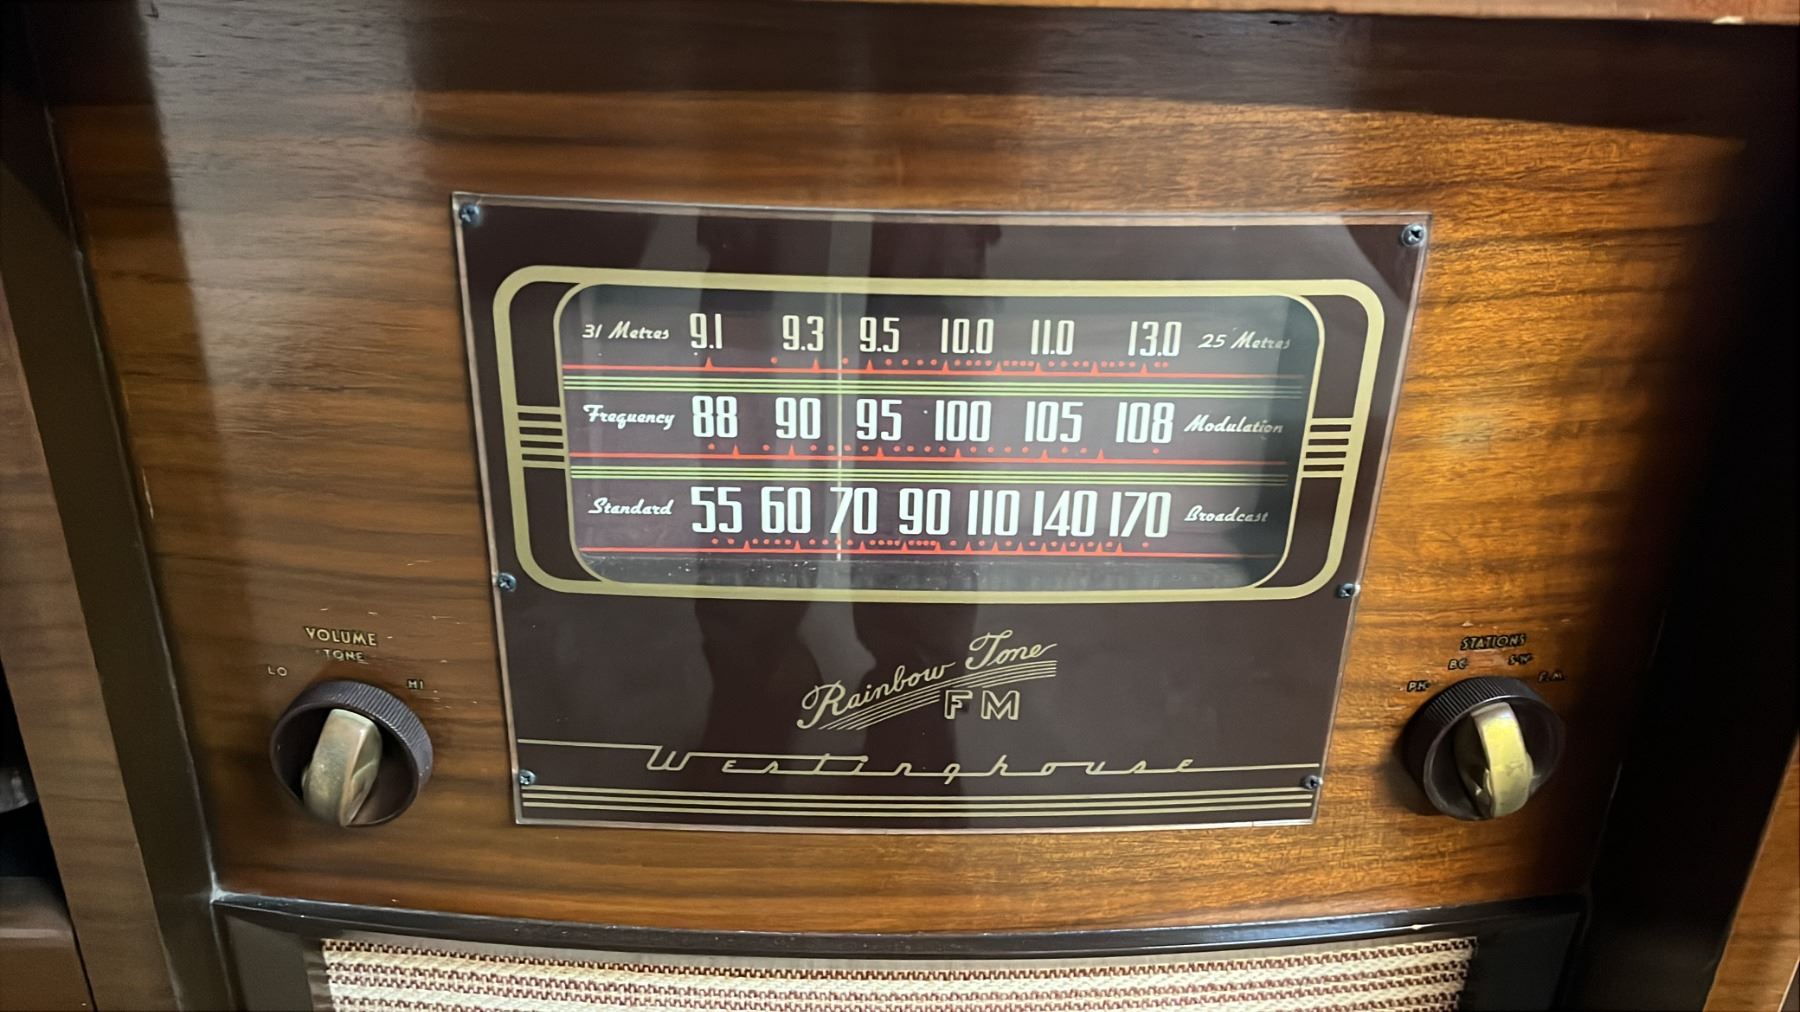 31 Metres 9.1 9.3 9.5 10.0 11.0 13.0 25 Metres
Frequency 88 90 95 100 105 108 Modulation
Standard 55 60 70 90 110 140 170 Broadcast
VOLUME
TONE
LO HI
STATIONS
BC S.W.
PH F.M.
Rainbow Tone
FM
Westinghouse